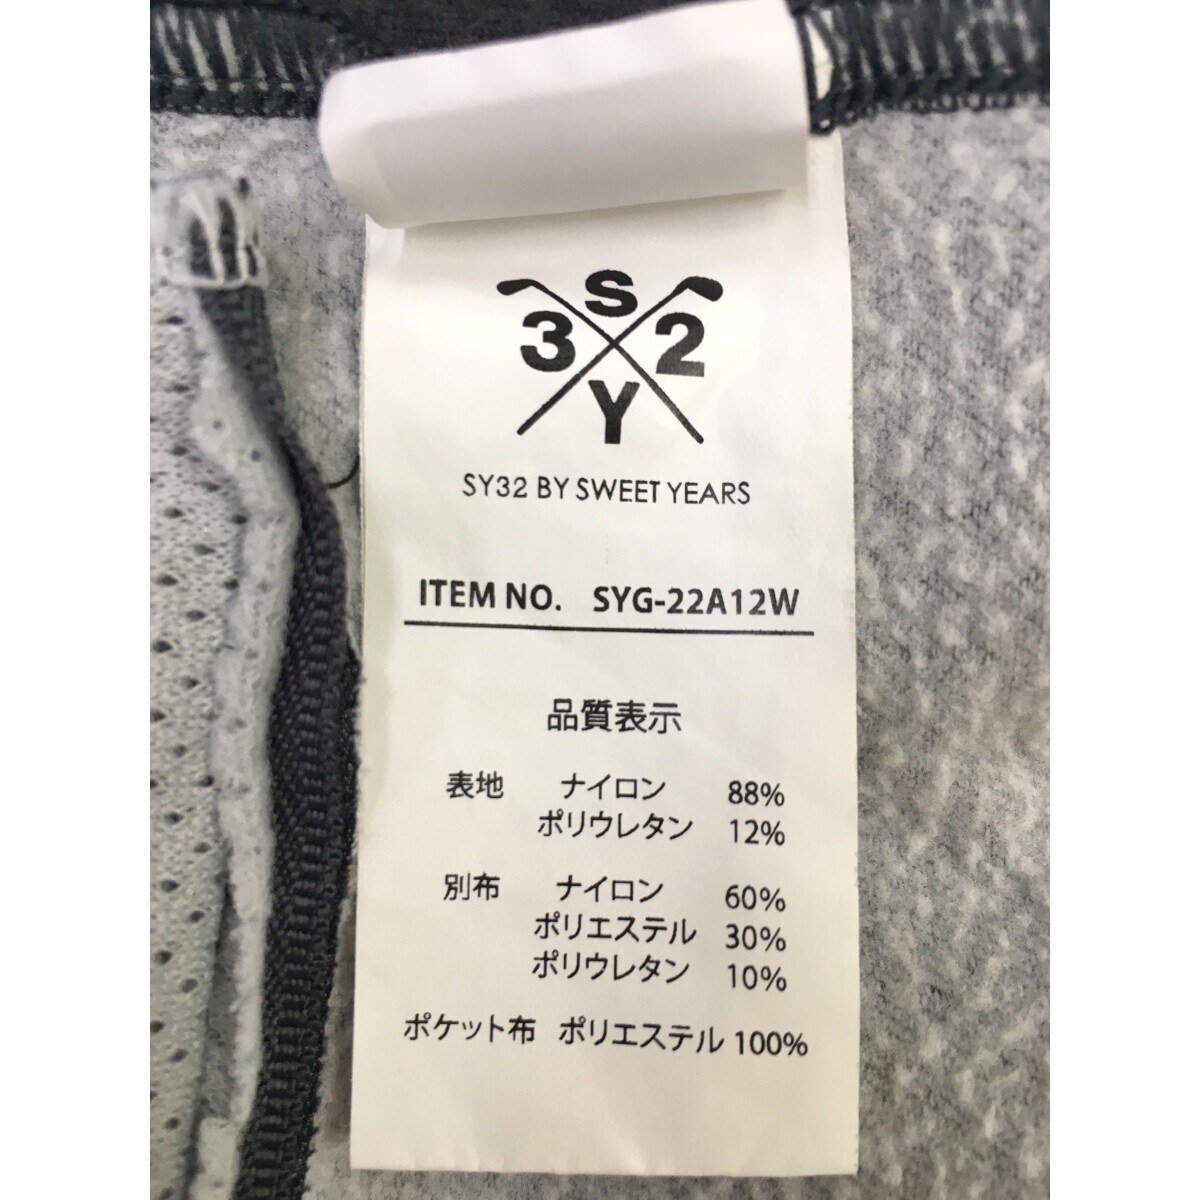 S
3 2
Y
SY32 BY SWEET YEARS
ITEM NO. SYG-22A12W
品質表示
表地 ナイロン 88%
ポリウレタン 12%
別布 ナイロン 60%
ポリエステル 30%
ポリウレタン 10%
ポケット布 ポリエステル 100%